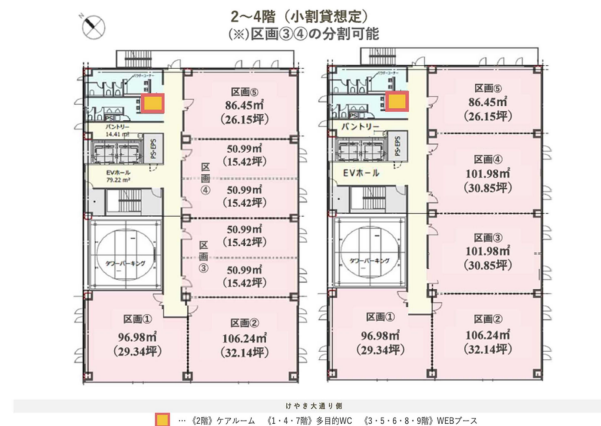 2～4階（小割貸想定）
(※)区画③④の分割可能
N
区画⑤
86.45㎡
(26.15坪)
パントリー
14.41㎡
PS･EPS
EVホール
79.22㎡
区画④
50.99㎡
(15.42坪)
50.99㎡
(15.42坪)
区画③
50.99㎡
(15.42坪)
50.99㎡
(15.42坪)
タワーパーキング
区画①
96.98㎡
(29.34坪)
区画②
106.24㎡
(32.14坪)
区画⑤
86.45㎡
(26.15坪)
パントリー
PS･EPS
EVホール
区画④
101.98㎡
(30.85坪)
区画③
101.98㎡
(30.85坪)
タワーパーキング
区画①
96.98㎡
(29.34坪)
区画②
106.24㎡
(32.14坪)
けやき大通り側
… 《2階》ケアルーム 《1・4・7階》多目的WC 《3・5・6・8・9階》WEBブース